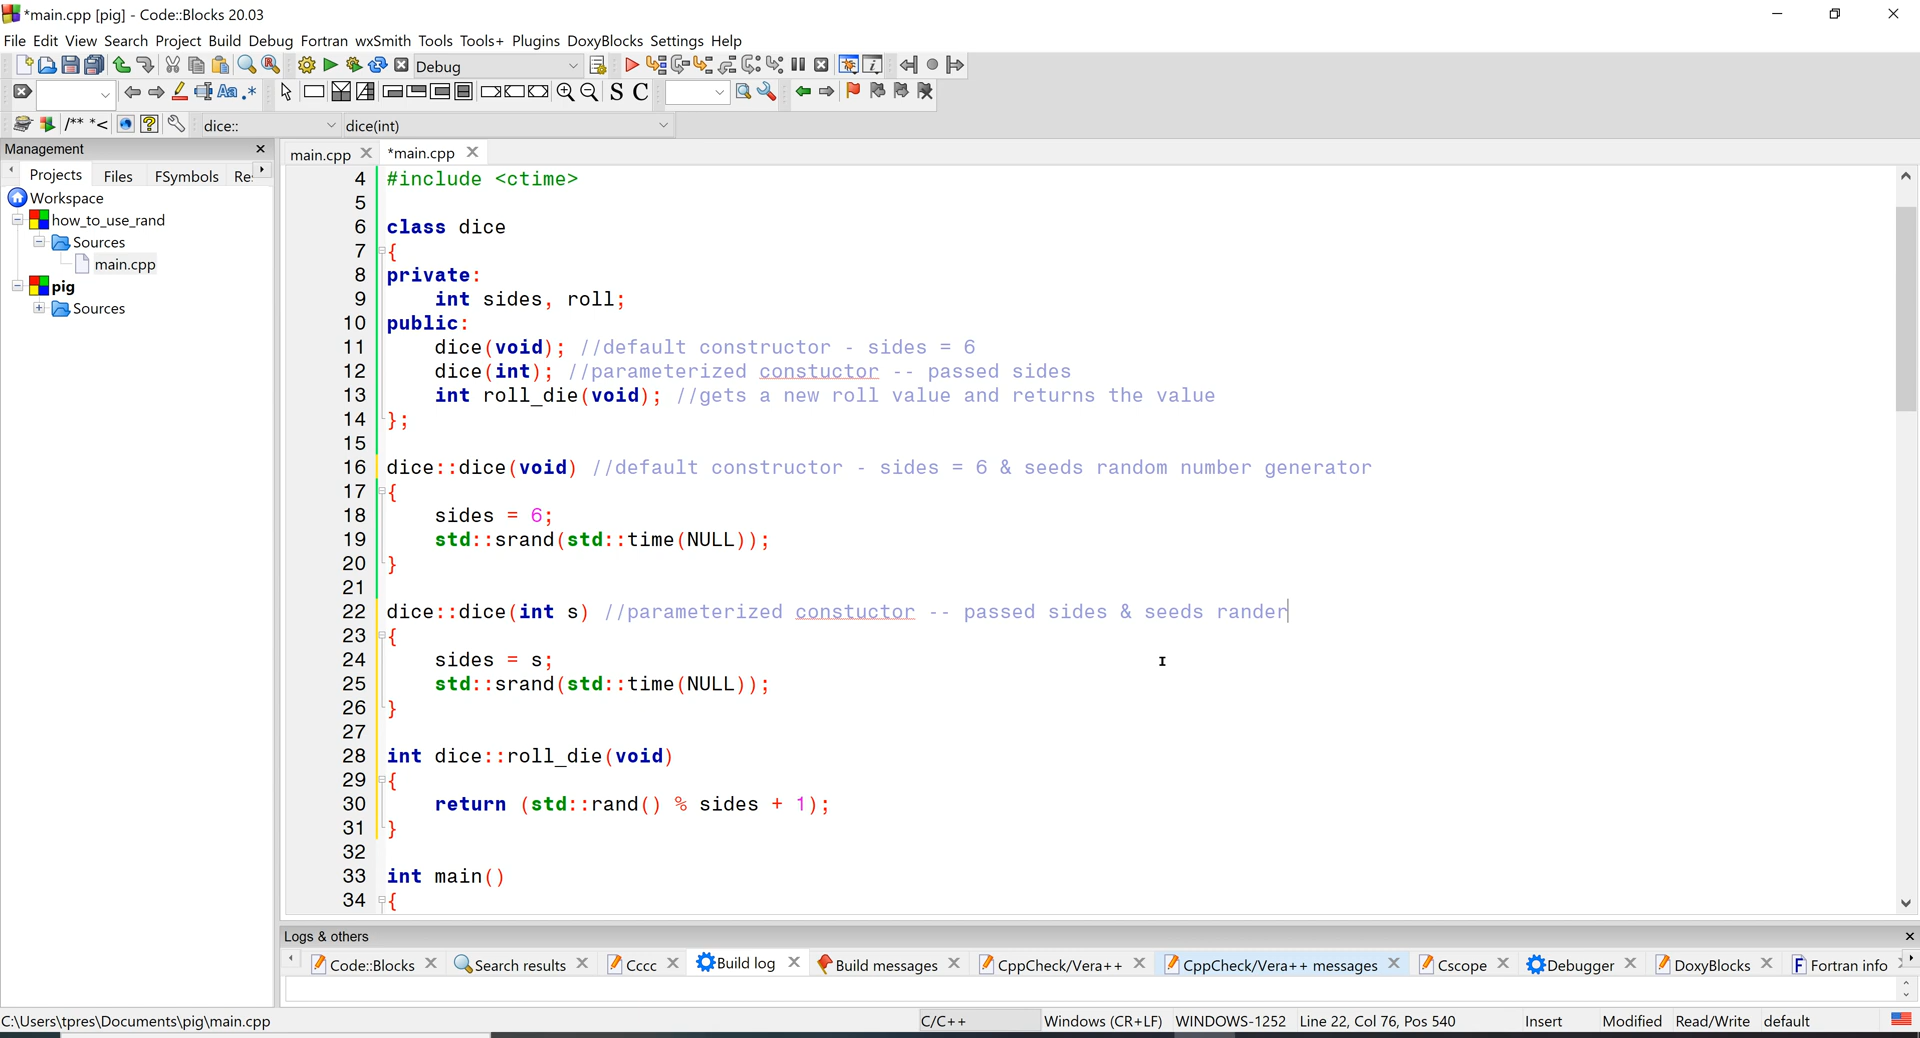 *main.cpp [pig] - Code::Blocks 20.03
File Edit View Search Project Build Debug Fortran wxSmith Tools Tools+ Plugins DoxyBlocks Settings Help
Debug
Aa .*
S C
/** *<
dice:: dice(int)
Management
main.cpp *main.cpp
Projects Files FSymbols Re
Workspace
how_to_use_rand
Sources
main.cpp
pig
Sources
4 #include <ctime>
5
6 class dice
7 {
8 private:
9 int sides, roll;
10 public:
11 dice(void); //default constructor - sides = 6
12 dice(int); //parameterized constuctor -- passed sides
13 int roll_die(void); //gets a new roll value and returns the value
14 };
15
16 dice::dice(void) //default constructor - sides = 6 & seeds random number generator
17 {
18 sides = 6;
19 std::srand(std::time(NULL));
20 }
21
22 dice::dice(int s) //parameterized constuctor -- passed sides & seeds rander
23 {
24 sides = s;
25 std::srand(std::time(NULL));
26 }
27
28 int dice::roll_die(void)
29 {
30 return (std::rand() % sides + 1);
31 }
32
33 int main()
34 {
Logs & others
Code::Blocks Search results Cccc Build log Build messages CppCheck/Vera++ CppCheck/Vera++ messages Cscope Debugger DoxyBlocks Fortran info
C:\Users\tpres\Documents\pig\main.cpp C/C++ Windows (CR+LF) WINDOWS-1252 Line 22, Col 76, Pos 540 Insert Modified Read/Write default